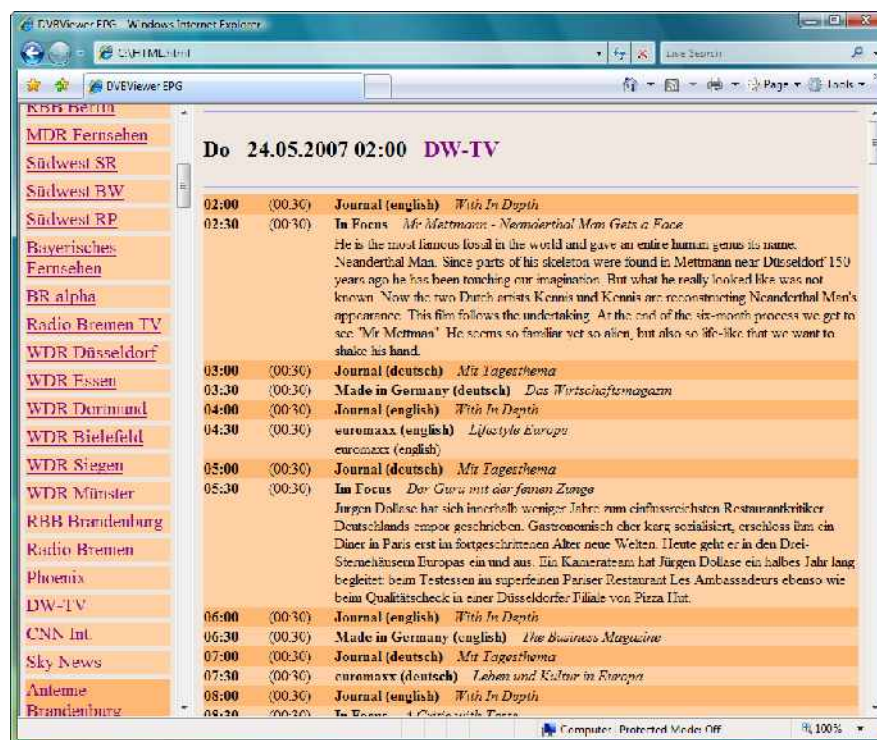 DVBViewer EPG - Windows Internet Explorer
C:\HTML.html
Live Search
DVBViewer EPG
Page
Tools
RBB Berlin
MDR Fernsehen
Südwest SR
Südwest BW
Südwest RP
Bayerisches
Fernsehen
BR alpha
Radio Bremen TV
WDR Düsseldorf
WDR Essen
WDR Dortmund
WDR Bielefeld
WDR Siegen
WDR Münster
RBB Brandenburg
Radio Bremen
Phoenix
DW-TV
CNN Int.
Sky News
Antenne
Brandenburg
Do 24.05.2007 02:00 DW-TV
02:00 (00:30) Journal (english) With In Depth
02:30 (00:30) In Focus Mr Mettmann - Neanderthal Man Gets a Face
He is the most famous fossil in the world and gave an entire human genus its name:
Neanderthal Man. Since parts of his skeleton were found in Mettmann near Düsseldorf 150
years ago he has been touching our imagination. But what he really looked like was not
known. Now the two Dutch artists Kennis und Kennis are reconstructing Neanderthal Man's
appearance. This film follows the undertaking. At the end of the six-month process we get to
see "Mr Mettman". He seems so familiar yet so alien, but also so life-like that we want to
shake his hand.
03:00 (00:30) Journal (deutsch) Mit Tagesthema
03:30 (00:30) Made in Germany (deutsch) Das Wirtschaftsmagazin
04:00 (00:30) Journal (english) With In Depth
04:30 (00:30) euromaxx (english) Lifestyle Europe
euromaxx (english)
05:00 (00:30) Journal (deutsch) Mit Tagesthema
05:30 (00:30) Im Focus Der Guru mit der feinen Zunge
Jürgen Dollase hat sich innerhalb weniger Jahre zum einflussreichsten Restaurantkritiker
Deutschlands empor geschrieben. Gastronomisch eher karg sozialisiert, erschloss ihm ein
Diner in Paris erst im fortgeschrittenen Alter neue Welten. Heute geht er in den Drei-
Sternehäusern Europas ein und aus. Ein Kamerateam hat Jürgen Dollase ein halbes Jahr lang
begleitet: beim Testessen im superfeinen Pariser Restaurant Les Ambassadeurs ebenso wie
beim Qualitätscheck in einer Düsseldorfer Filiale von Pizza Hut.
06:00 (00:30) Journal (english) With In Depth
06:30 (00:30) Made in Germany (english) The Business Magazine
07:00 (00:30) Journal (deutsch) Mit Tagesthema
07:30 (00:30) euromaxx (deutsch) Leben und Kultur in Europa
08:00 (00:30) Journal (english) With In Depth
08:30 (00:30) In Focus A Critic with Taste
Computer | Protected Mode: Off
100%